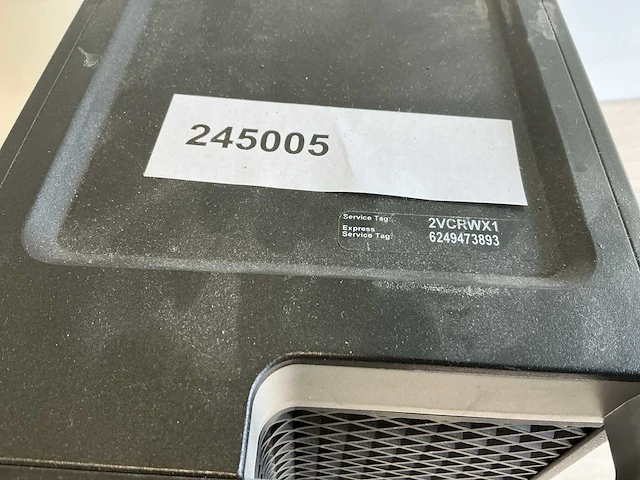 245005
Service Tag: 2VCRWX1
Express
Service Tag: 6249473893